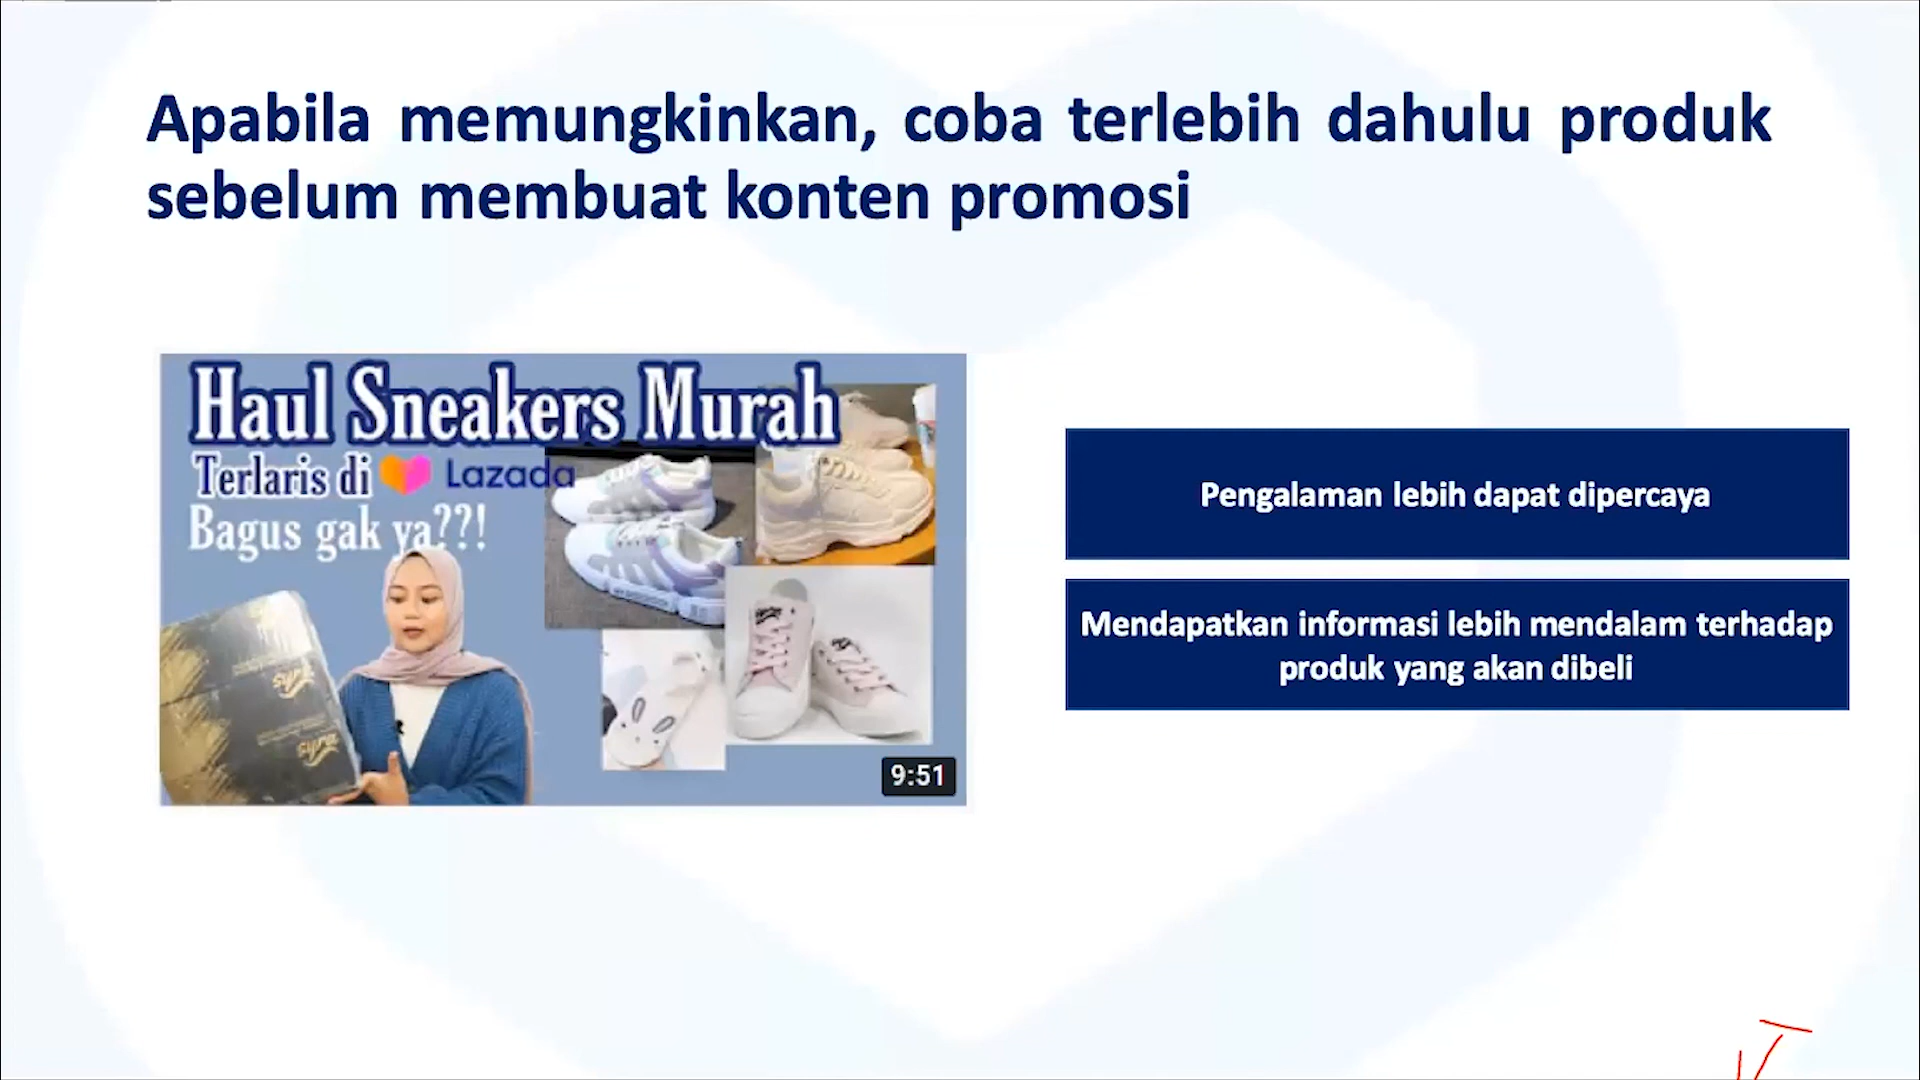 Apabila memungkinkan, coba terlebih dahulu produk
sebelum membuat konten promosi
Haul Sneakers Murah
Terlaris di Lazada
Bagus gak ya??!
9:51
Pengalaman lebih dapat dipercaya
Mendapatkan informasi lebih mendalam terhadap
produk yang akan dibeli